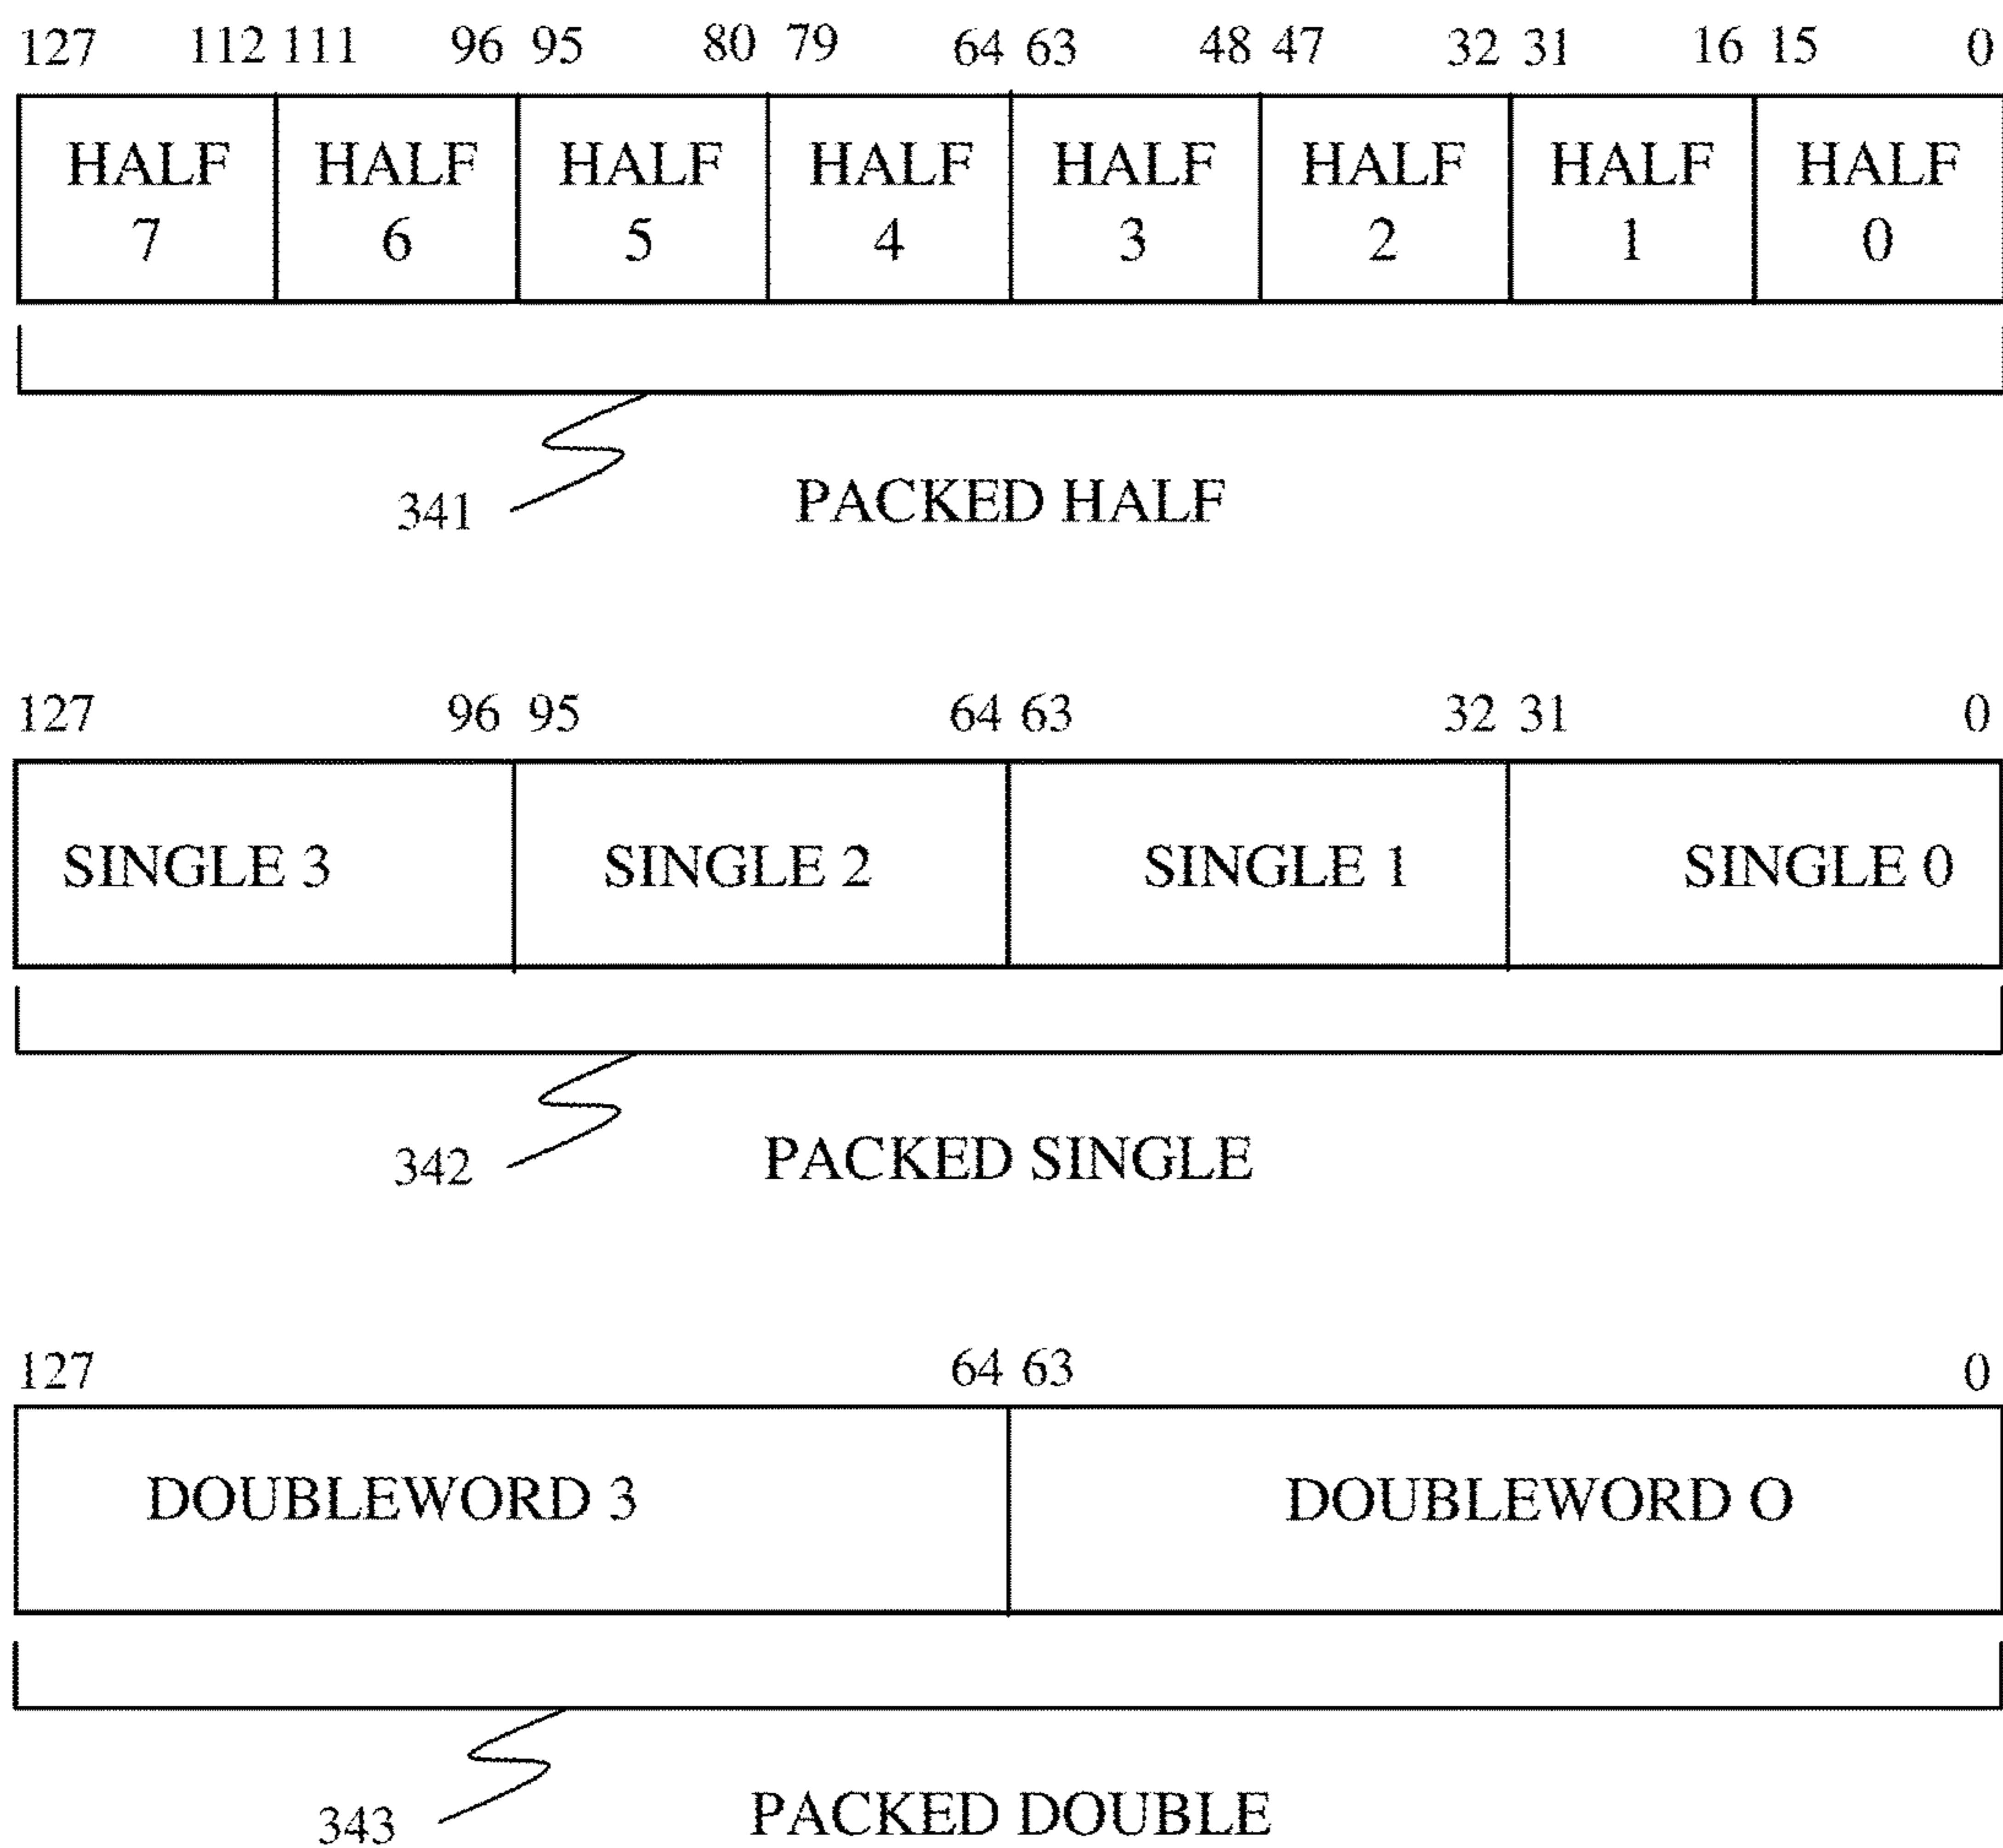 127 112 111 96 95 80 79 64 63 48 47 32 31 16 15 0
HALF HALF HALF HALF HALF HALF HALF HALF
7 6 5 4 3 2 1 0
341 PACKED HALF
127 96 95 64 63 32 31 0
SINGLE 3 SINGLE 2 SINGLE 1 SINGLE 0
342 PACKED SINGLE
127 64 63 0
DOUBLEWORD 3 DOUBLEWORD O
343 PACKED DOUBLE